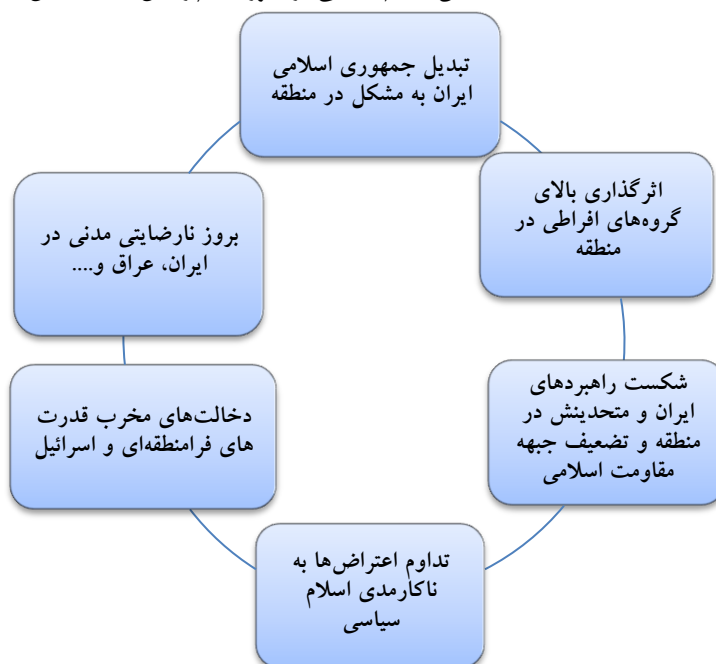 تبدیل جمهوری اسلامی
ایران به مشکل در منطقه
اثرگذاری بالای
گروه‌های افراطی در
منطقه
بروز نارضایتی مدنی در
ایران، عراق و....
شکست راهبردهای
ایران و متحدینش در
منطقه و تضعیف جبهه
مقاومت اسلامی
دخالت‌های مخرب قدرت
های فرامنطقه‌ای و اسرائیل
تداوم اعتراض‌ها به
ناکارمدی اسلام
سیاسی